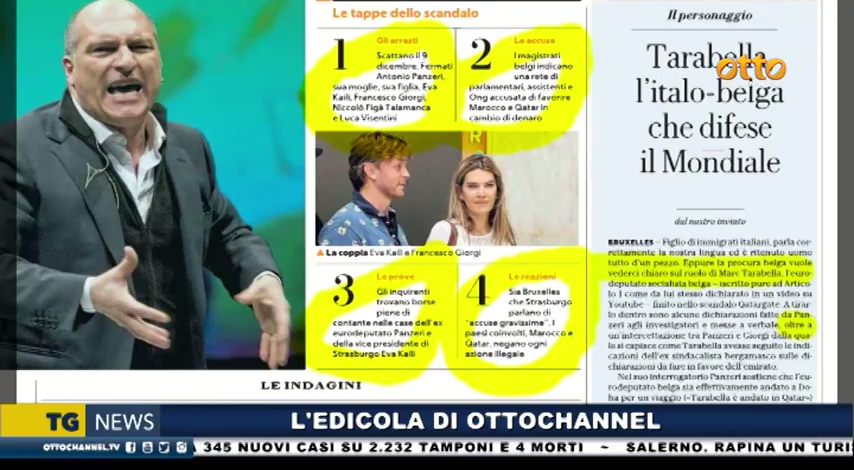 Le tappe dello scandalo
1
Gli arresti
Scattano il 9
dicembre. Fermati
Antonio Panzeri,
sua moglie, sua figlia, Eva
Kaili, Francesco Giorgi,
Niccolò Figà Talamanca
e Luca Visentini
2
Le accuse
I magistrati
belgi indicano
una rete di
parlamentari, assistenti e
Ong accusata di favorire
Marocco e Qatar in
cambio di denaro
La coppia Eva Kaili e Francesco Giorgi
3
Le prove
Gli inquirenti
trovano borse
piene di
contante nelle case dell'ex
eurodeputato Panzeri e
della vice presidente di
Strasburgo Eva Kaili
4
Le reazioni
Sia Bruxelles
che Strasburgo
parlano di
"accuse gravissime". I
paesi coinvolti, Marocco e
Qatar, negano ogni
azione illegale
LE INDAGINI
Il personaggio
Tarabella
l'italo-belga
che difese
il Mondiale
otto
dal nostro inviato
BRUXELLES – Figlio di immigrati italiani, parla cor-
rettamente la nostra lingua ed è ritenuto uomo
tutto d'un pezzo. Eppure la procura belga vuole
vederci chiaro sul ruolo di Marc Tarabella, l'euro-
deputato socialista belga – iscritto pure ad Artico-
lo 1 come da lui stesso dichiarato in un video su
Youtube – finito nello scandalo Qatargate. A tirar-
lo dentro sono alcune dichiarazioni fatte da Pan-
zeri agli investigatori e messe a verbale, oltre a
un'intercettazione tra Panzeri e Giorgi dalla qua-
le si capisce come Tarabella avesse seguito le indi-
cazioni dell'ex sindacalista bergamasco sulle di-
chiarazioni da fare in favore dell'emirato.
Nel suo interrogatorio Panzeri sostiene che l'eu-
rodeputato belga sia effettivamente andato a Do-
ha per un viaggio («Tarabella è andato in Qatar»)
TG NEWS
L'EDICOLA DI OTTOCHANNEL
OTTOCHANNEL.TV
A 345 NUOVI CASI SU 2.232 TAMPONI E 4 MORTI ~ SALERNO. RAPINA UN TURI